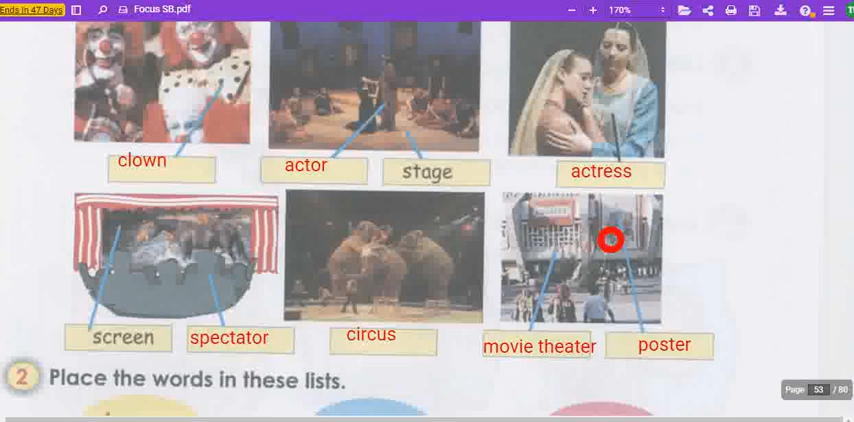 Ends In 47 Days
Focus SB.pdf
170%
clown
actor
stage
actress
screen
spectator
circus
movie theater
poster
2 Place the words in these lists.
Page 53 / 80